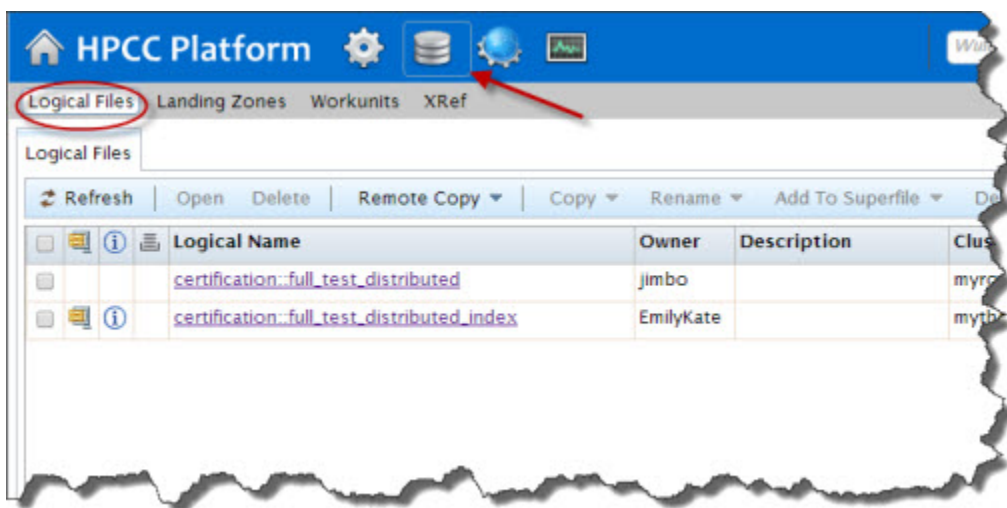 HPCC Platform
Logical Files Landing Zones Workunits XRef
Logical Files
Refresh Open Delete Remote Copy Copy Rename Add To Superfile
Logical Name Owner Description
certification::full_test_distributed jimbo
certification::full_test_distributed_index EmilyKate